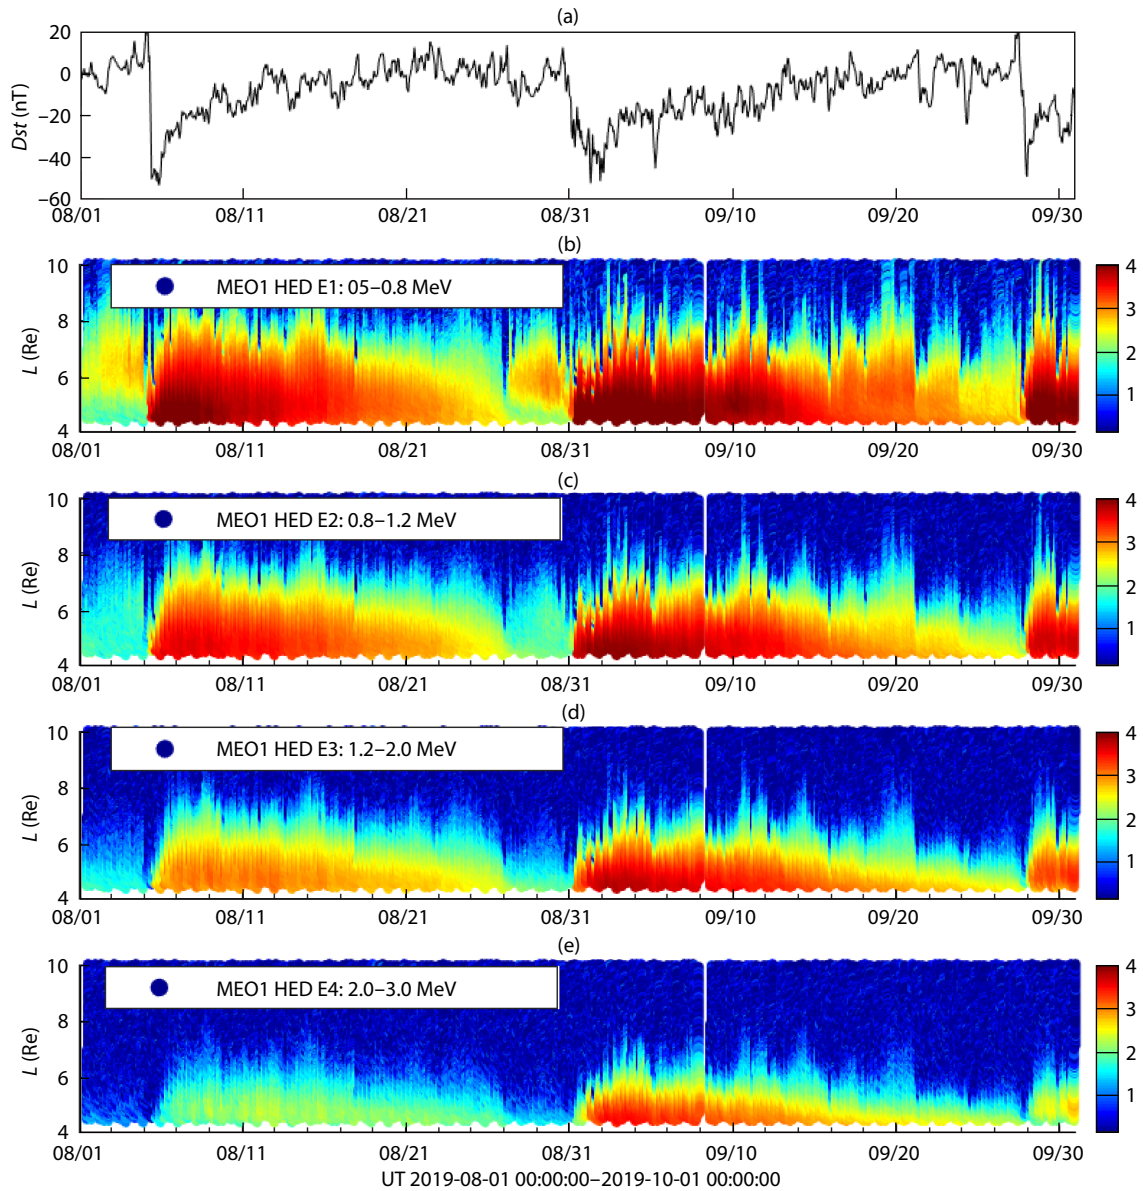 (a)
20
0
−20
−40
−60
Dst (nT)
08/01 08/11 08/21 08/31 09/10 09/20 09/30
(b)
10
8
6
4
L (Re)
MEO1 HED E1: 05−0.8 MeV
4
3
2
1
08/01 08/11 08/21 08/31 09/10 09/20 09/30
(c)
10
8
6
4
L (Re)
MEO1 HED E2: 0.8−1.2 MeV
4
3
2
1
08/01 08/11 08/21 08/31 09/10 09/20 09/30
(d)
10
8
6
4
L (Re)
MEO1 HED E3: 1.2−2.0 MeV
4
3
2
1
08/01 08/11 08/21 08/31 09/10 09/20 09/30
(e)
10
8
6
4
L (Re)
MEO1 HED E4: 2.0−3.0 MeV
4
3
2
1
08/01 08/11 08/21 08/31 09/10 09/20 09/30
UT 2019-08-01 00:00:00−2019-10-01 00:00:00